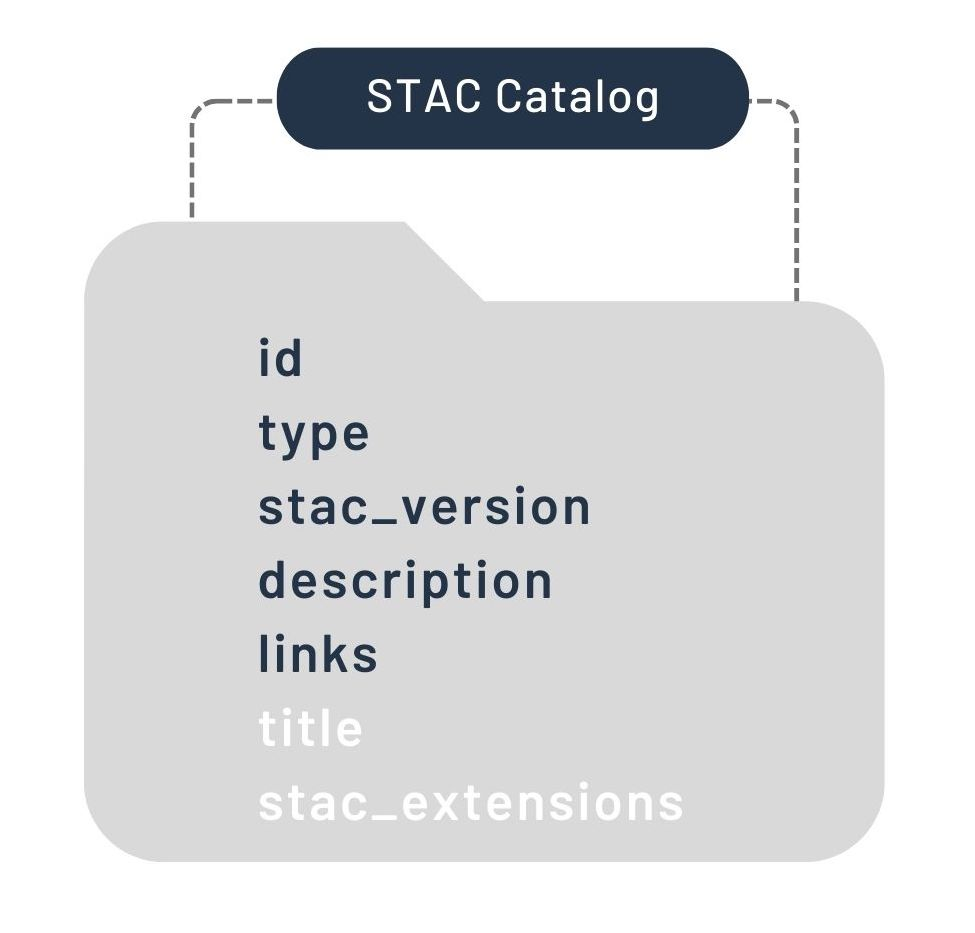 STAC Catalog
id
type
stac_version
description
links
title
stac_extensions